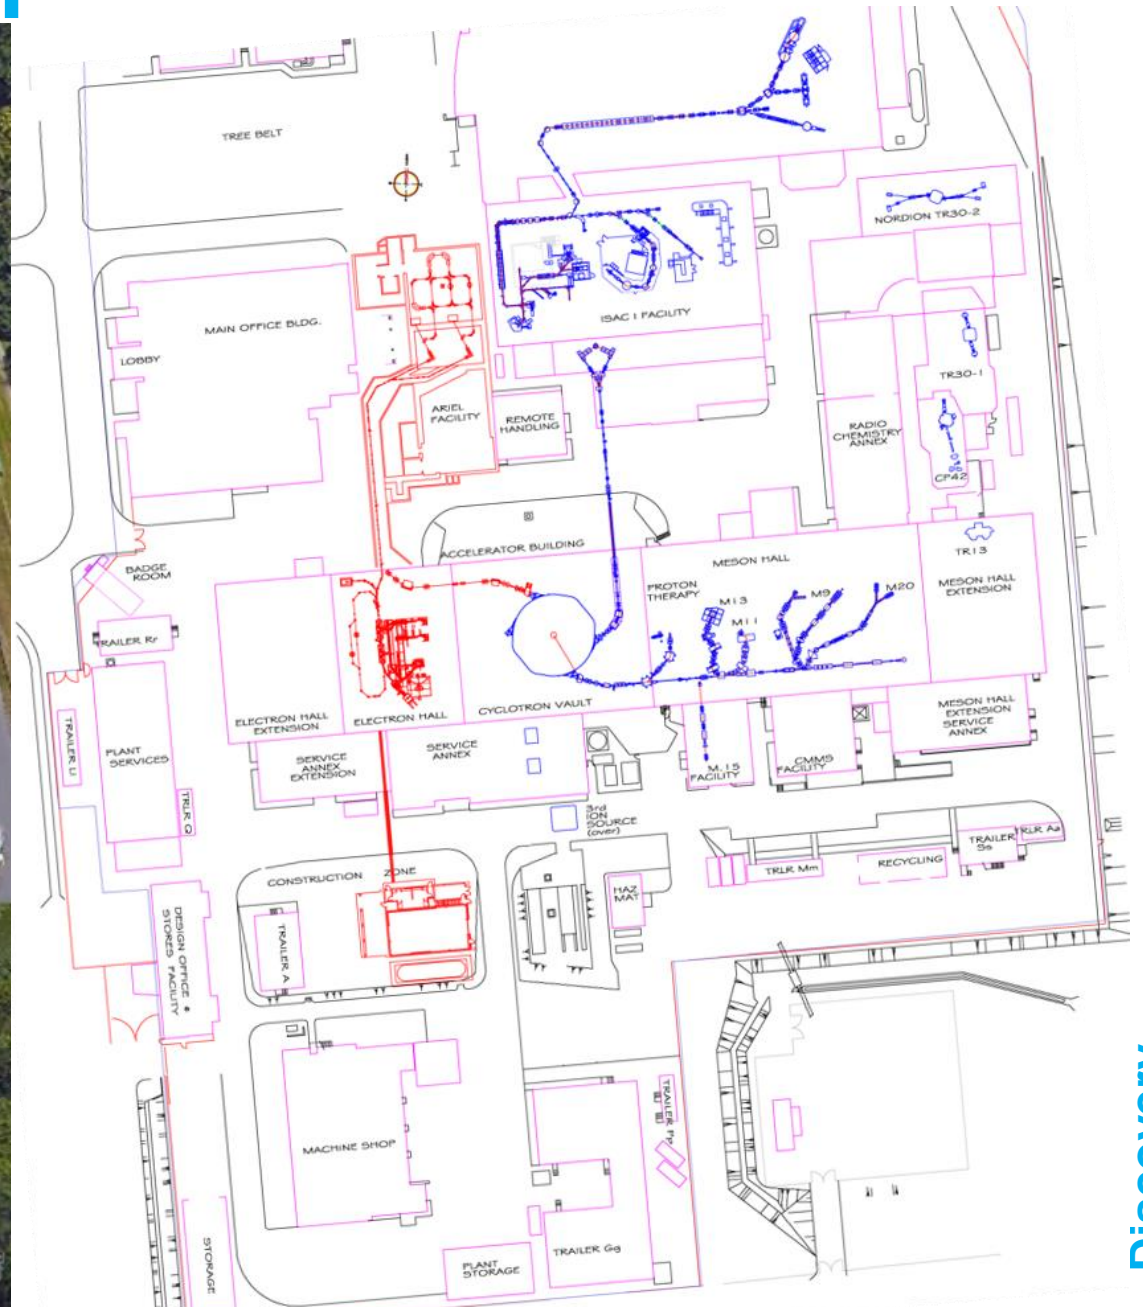 TREE BELT
NORDION TR30-2
MAIN OFFICE BLDG.
LOBBY
ISAC I FACILITY
TR30-1
ARIEL
FACILITY
REMOTE
HANDLING
RADIO
CHEMISTRY
ANNEX
CP42
ACCELERATOR BUILDING
MESON HALL
TR13
BADGE
ROOM
PROTON
THERAPY
M13
M11
M9
M20
MESON HALL
EXTENSION
TRAILER Rr
ELECTRON HALL
EXTENSION
ELECTRON HALL
CYCLOTRON VAULT
MESON HALL
EXTENSION
SERVICE
ANNEX
TRAILER U
PLANT
SERVICES
SERVICE
ANNEX
EXTENSION
SERVICE
ANNEX
M.15
FACILITY
CMMS
FACILITY
TRLR Q
3rd
ION
SOURCE
(over)
TRAILER
Ss
TRLR Aa
CONSTRUCTION ZONE
TRLR Mm
RECYCLING
HAZ
MAT
TRAILER A
DESIGN OFFICE &
STORES FACILITY
MACHINE SHOP
TRAILER Pp
STORAGE
PLANT
STORAGE
TRAILER Gg
Discovery